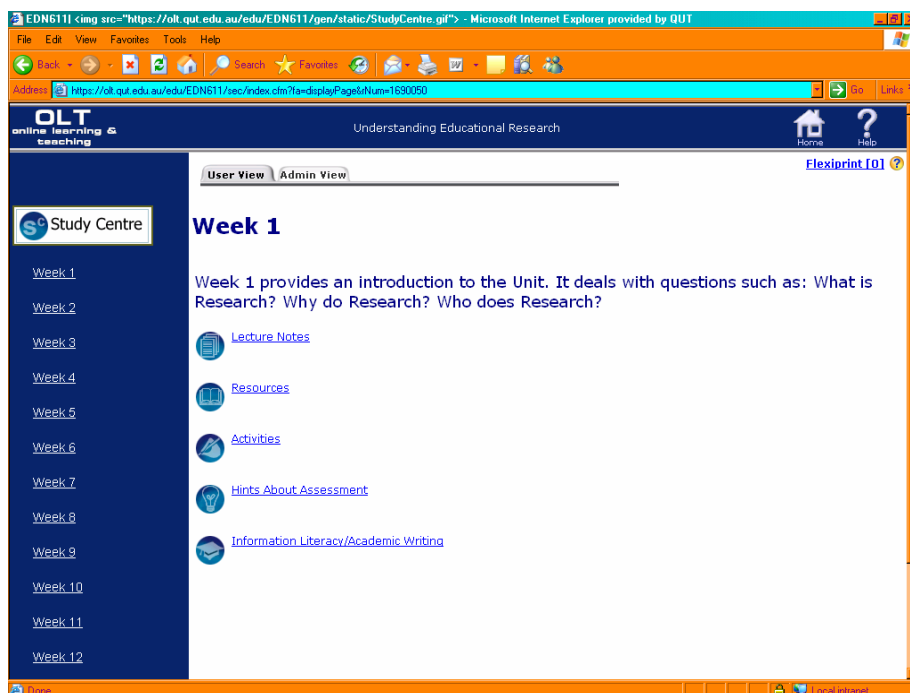 EDN611| <img src="https://olt.qut.edu.au/edu/EDN611/gen/static/StudyCentre.gif"> - Microsoft Internet Explorer provided by QUT
File Edit View Favorites Tools Help
Back Search Favorites
Address https://olt.qut.edu.au/edu/EDN611/sec/index.cfm?fa=displayPage&rNum=1690050 Go Links
OLT
online learning &
teaching
Understanding Educational Research
Home Help
User View Admin View
Flexiprint [0] ?
Sc Study Centre
Week 1
Week 2
Week 3
Week 4
Week 5
Week 6
Week 7
Week 8
Week 9
Week 10
Week 11
Week 12
Week 1
Week 1 provides an introduction to the Unit. It deals with questions such as: What is
Research? Why do Research? Who does Research?
Lecture Notes
Resources
Activities
Hints About Assessment
Information Literacy/Academic Writing
Done Local intranet